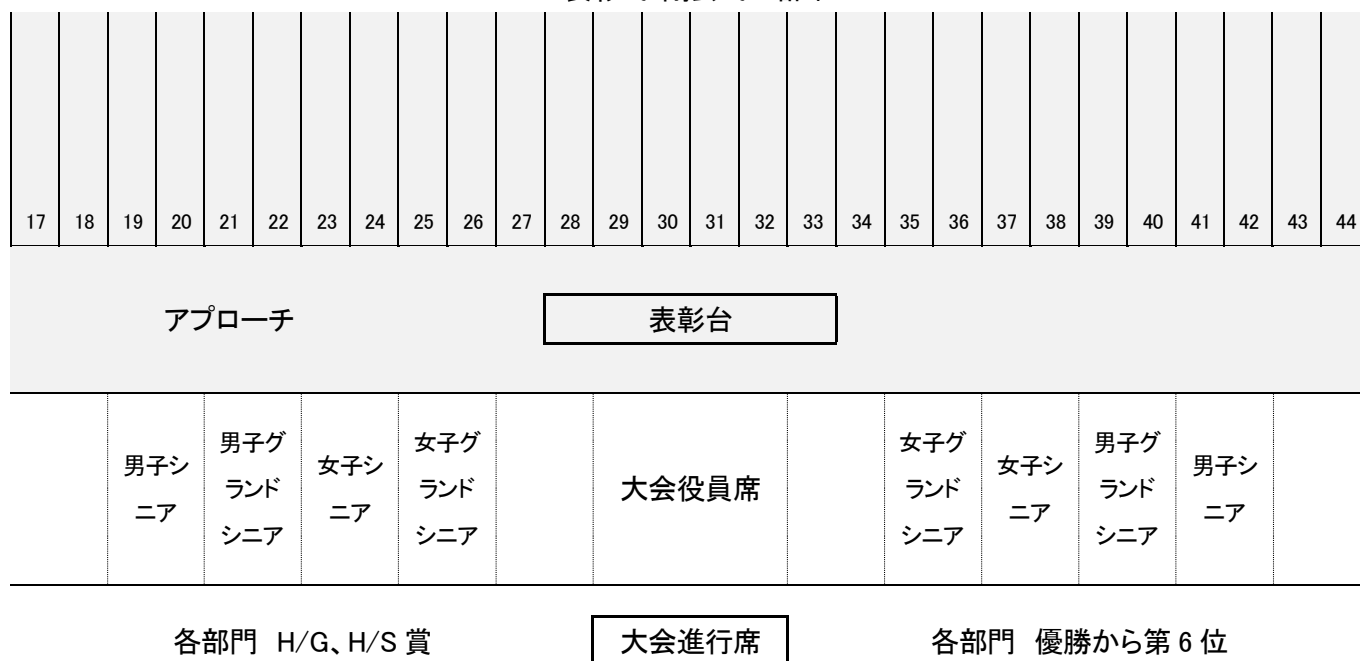 17 18 19 20 21 22 23 24 25 26 27 28 29 30 31 32 33 34 35 36 37 38 39 40 41 42 43 44
アプローチ 表彰台
男子シ
ニア
男子グ
ランド
シニア
女子シ
ニア
女子グ
ランド
シニア
大会役員席
女子グ
ランド
シニア
女子シ
ニア
男子グ
ランド
シニア
男子シ
ニア
各部門 H/G、H/S 賞 大会進行席 各部門 優勝から第 6 位